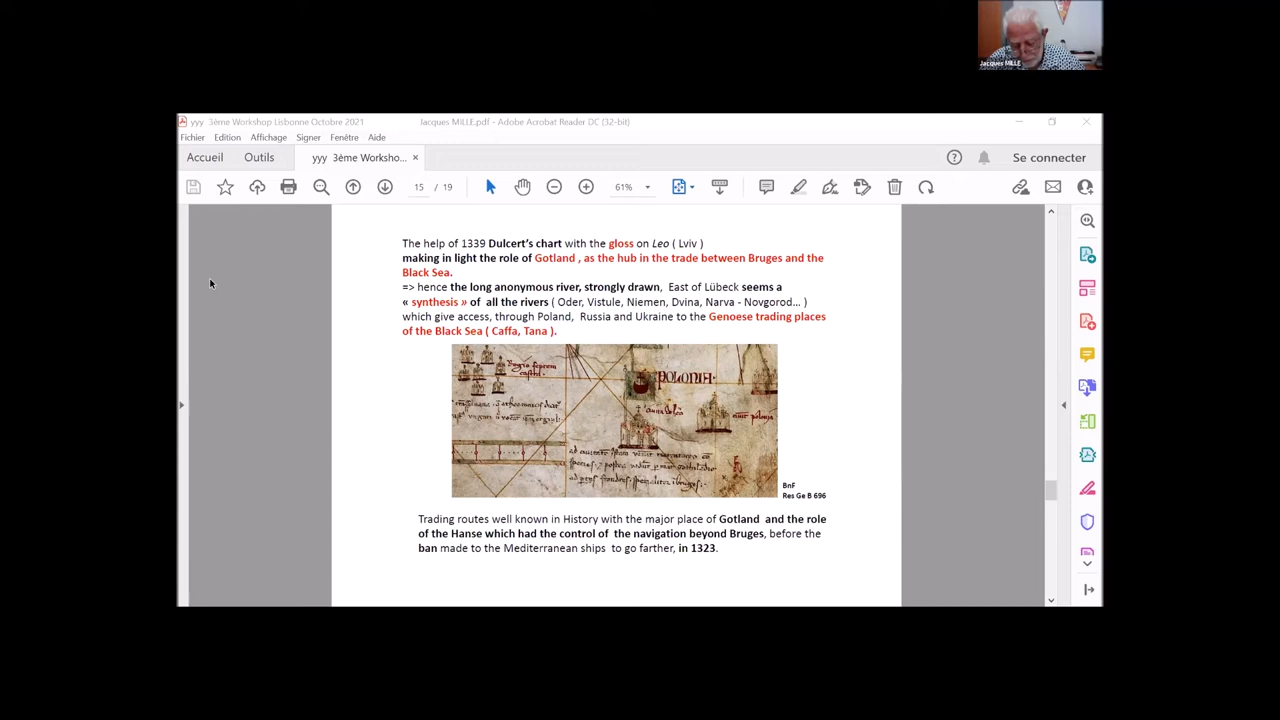 Jacques MILLE
yyy 3ème Workshop Lisbonne Octobre 2021 Jacques MILLE.pdf - Adobe Acrobat Reader DC (32-bit)
Fichier Edition Affichage Signer Fenêtre Aide
Accueil Outils yyy 3ème Worksho... × Se connecter
15 / 19 61%
The help of 1339 Dulcert's chart with the gloss on Leo ( Lviv )
making in light the role of Gotland , as the hub in the trade between Bruges and the
Black Sea.
=> hence the long anonymous river, strongly drawn, East of Lübeck seems a
« synthesis » of all the rivers ( Oder, Vistule, Niemen, Dvina, Narva - Novgorod... )
which give access, through Poland, Russia and Ukraine to the Genoese trading places
of the Black Sea ( Caffa, Tana ).
POLONIA
BnF
Res Ge B 696
Trading routes well known in History with the major place of Gotland and the role
of the Hanse which had the control of the navigation beyond Bruges, before the
ban made to the Mediterranean ships to go farther, in 1323.